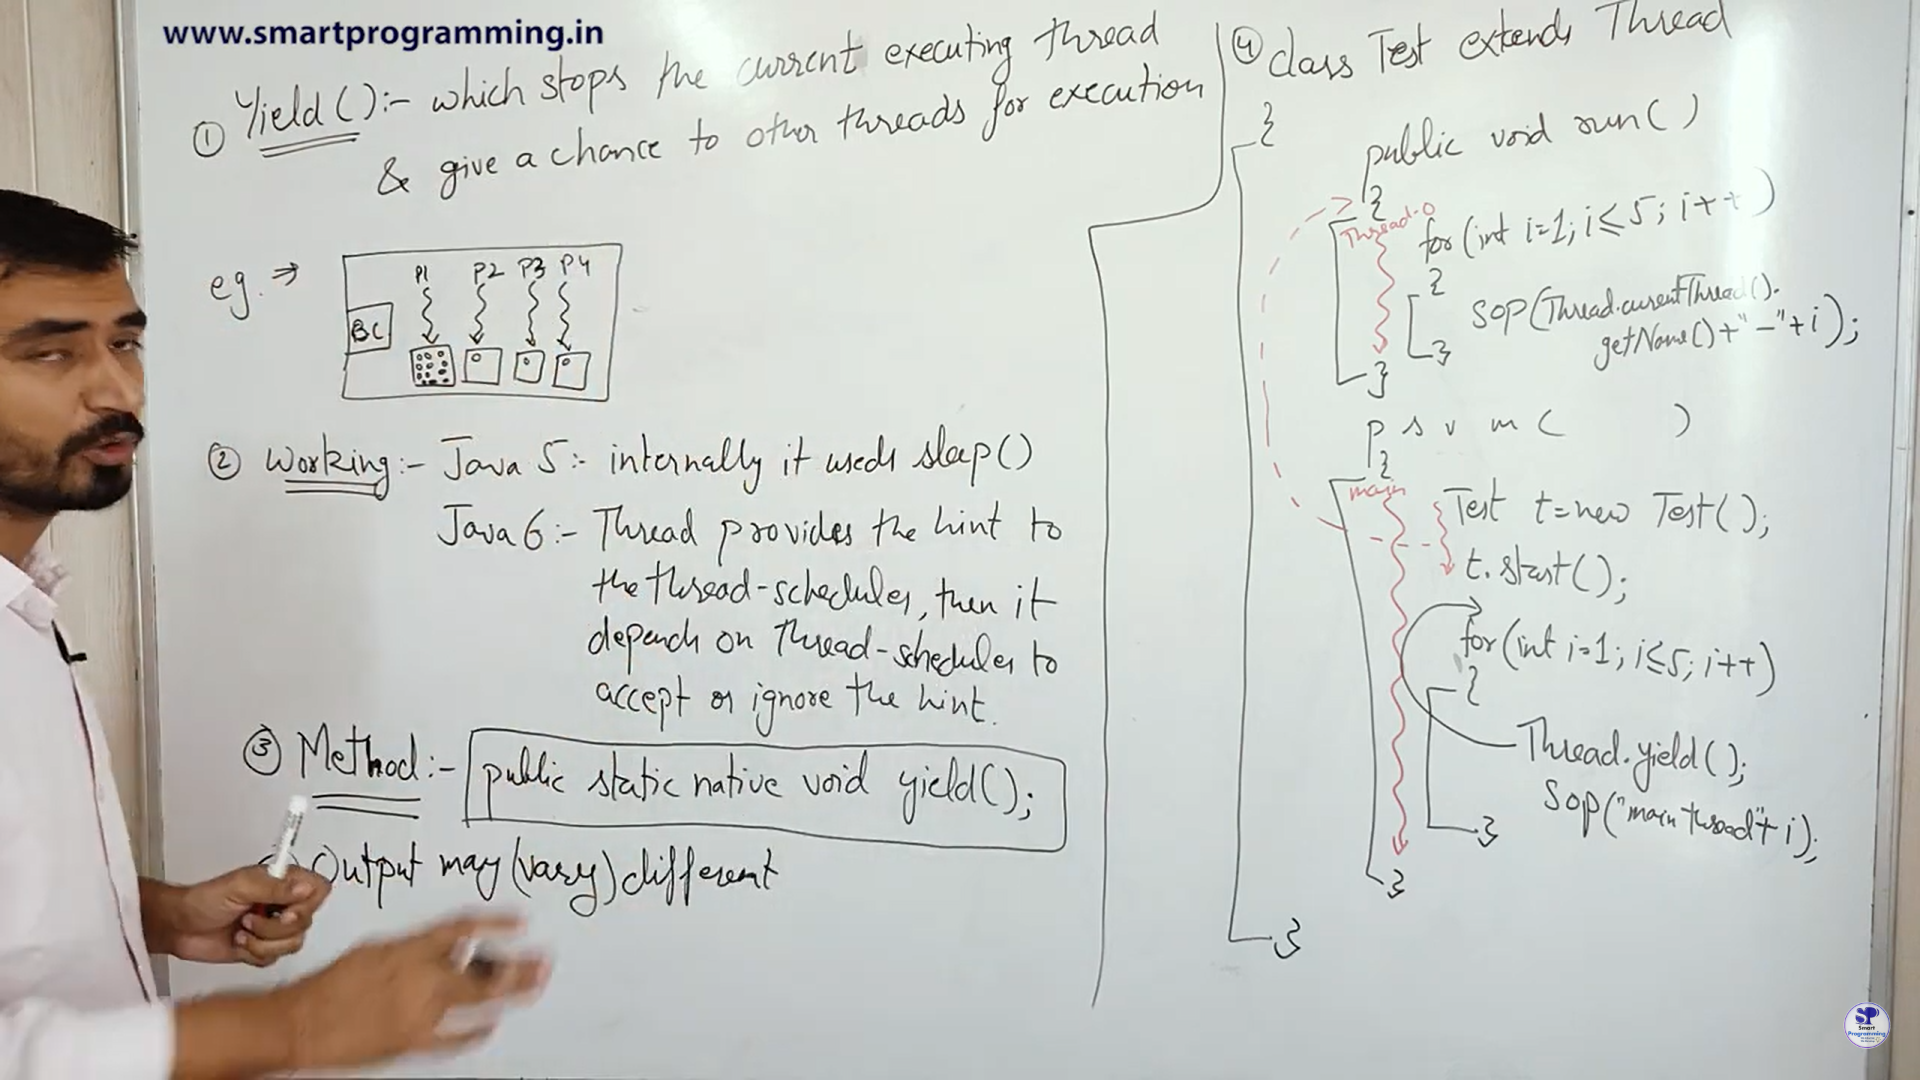 www.smartprogramming.in
① Yield() :- which stops the current executing thread
& give a chance to other threads for execution
eg. ⇒
P1 P2 P3 P4
BC
② Working :- Java 5 :- internally it used sleep()
Java 6 :- Thread provides the hint to
the thread-scheduler, then it
depends on Thread-scheduler to
accept or ignore the hint.
③ Method :- public static native void yield();
Output may (vary) different
④ class Test extends Thread
{
public void run()
{
Thread-0
for (int i=1; i≤5; i++)
{
SOP(Thread.curentThread().
getName()+"-"+i);
}
}
p s v m ( )
{
main
Test t=new Test();
t.start();
for(int i=1; i≤5; i++)
{
Thread.yield();
SOP("main thread"+i);
}
}
}
SP
Smart
Programming